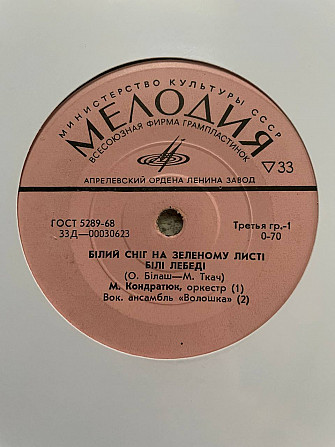 МИНИСТЕРСТВО КУЛЬТУРЫ СССР
МЕЛОДИЯ
ВСЕСОЮЗНАЯ ФИРМА ГРАМПЛАСТИНОК
▽33
АПРЕЛЕВСКИЙ ОРДЕНА ЛЕНИНА ЗАВОД
ГОСТ 5289-68
33Д—00030623
Третья гр.-1
0-70
БІЛИЙ СНІГ НА ЗЕЛЕНОМУ ЛИСТІ
БІЛІ ЛЕБЕДІ
(О. Білаш—М. Ткач)
М. Кондратюк, оркестр (1)
Вок. ансамбль «Волошка» (2)